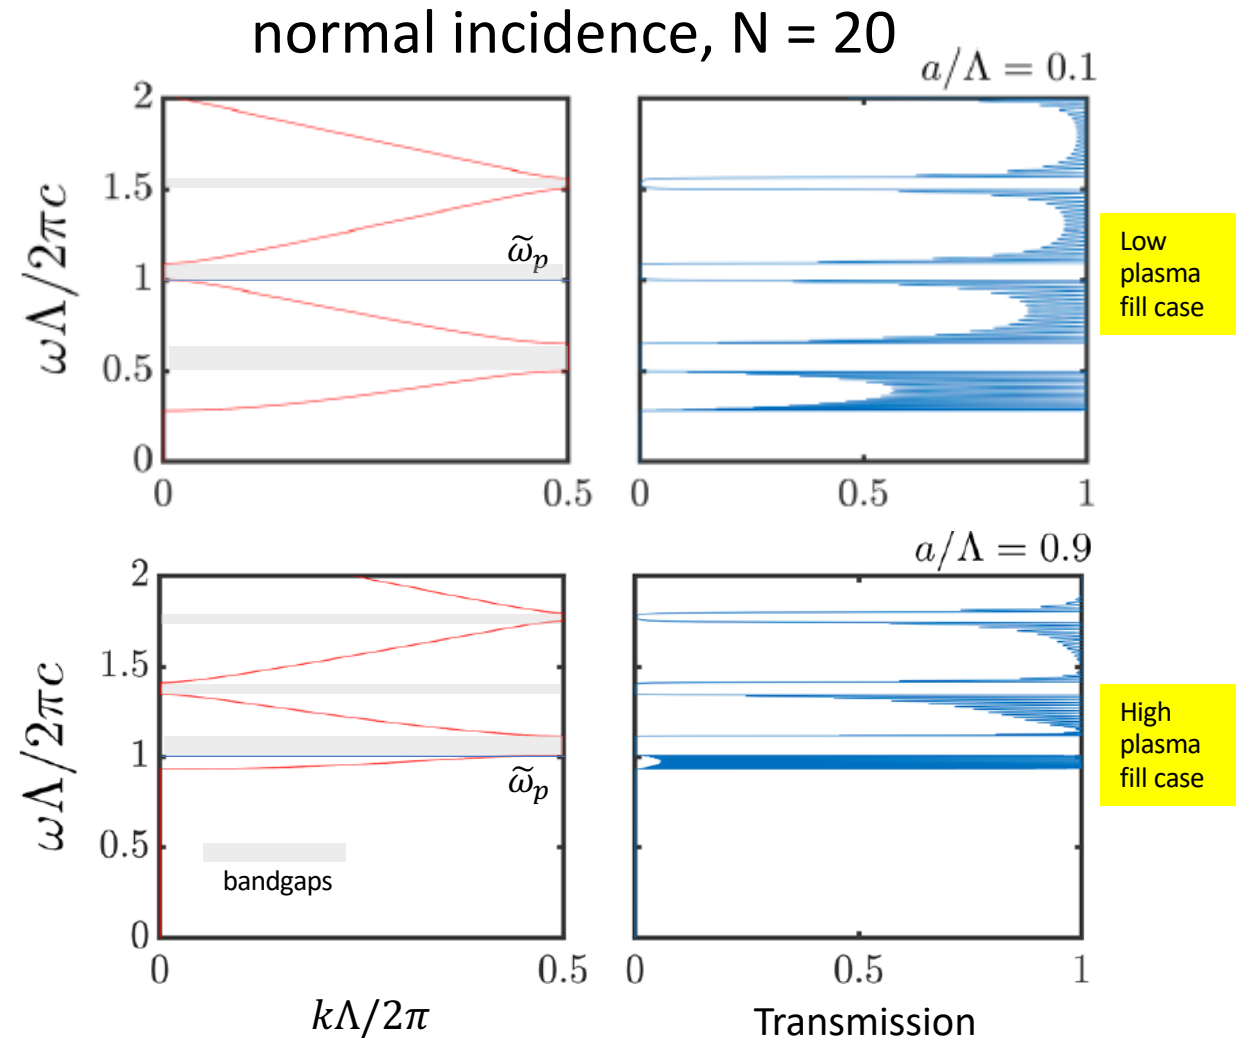 normal incidence, N = 20
a/Λ = 0.1
2
1.5
1
0.5
0
ωΛ/2πc
ω̃ₚ
0
0.5
0
0.5
1
Low
plasma
fill case
a/Λ = 0.9
2
1.5
1
0.5
0
ωΛ/2πc
ω̃ₚ
bandgaps
0
0.5
0
0.5
1
High
plasma
fill case
kΛ/2π
Transmission